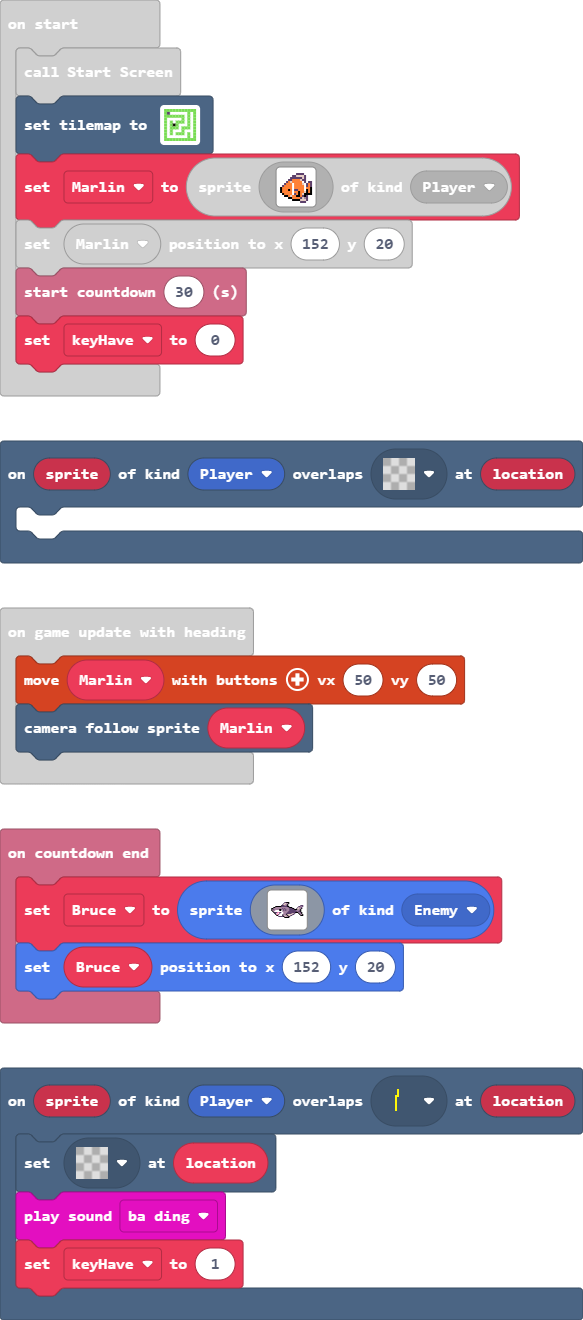 on start
call Start Screen
set tilemap to
set Marlin to sprite of kind Player
set Marlin position to x 152 y 20
start countdown 30 (s)
set keyHave to 0
on sprite of kind Player overlaps at location
on game update with heading
move Marlin with buttons vx 50 vy 50
camera follow sprite Marlin
on countdown end
set Bruce to sprite of kind Enemy
set Bruce position to x 152 y 20
on sprite of kind Player overlaps at location
set at location
play sound ba ding
set keyHave to 1